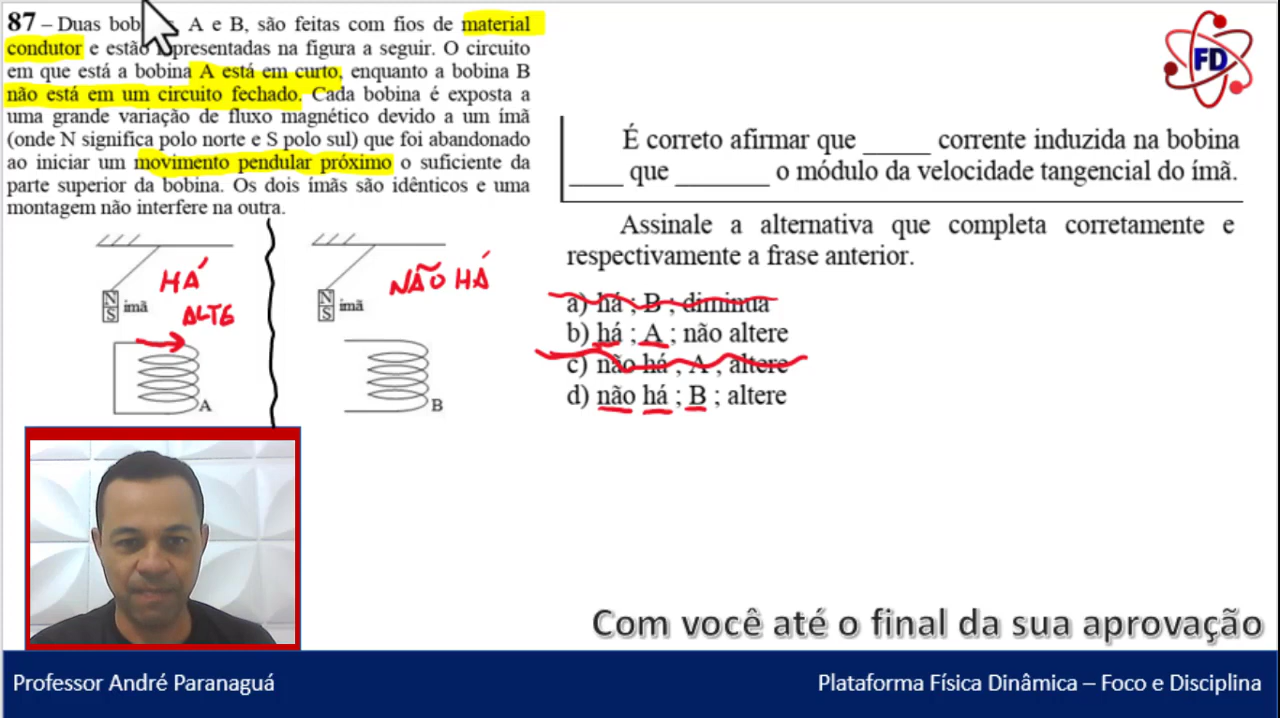 87 – Duas A e B, são feitas com fios de material
condutor e estão representadas na figura a seguir. O circuito
em que está a bobina A está em curto, enquanto a bobina B
não está em um circuito fechado. Cada bobina é exposta a
uma grande variação de fluxo magnético devido a um ímã
(onde N significa polo norte e S polo sul) que foi abandonado
ao iniciar um movimento pendular próximo o suficiente da
parte superior da bobina. Os dois ímãs são idênticos e uma
montagem não interfere na outra.
HÁ
N
S
ímã
ALTE
A
NÃO HÁ
N
S
ímã
B
FD
É correto afirmar que _____ corrente induzida na bobina
____ que _______ o módulo da velocidade tangencial do ímã.
Assinale a alternativa que completa corretamente e
respectivamente a frase anterior.
a) há ; B ; diminua
b) há ; A ; não altere
c) não há ; A ; altere
d) não há ; B ; altere
Com você até o final da sua aprovação
Professor André Paranaguá
Plataforma Física Dinâmica – Foco e Disciplina